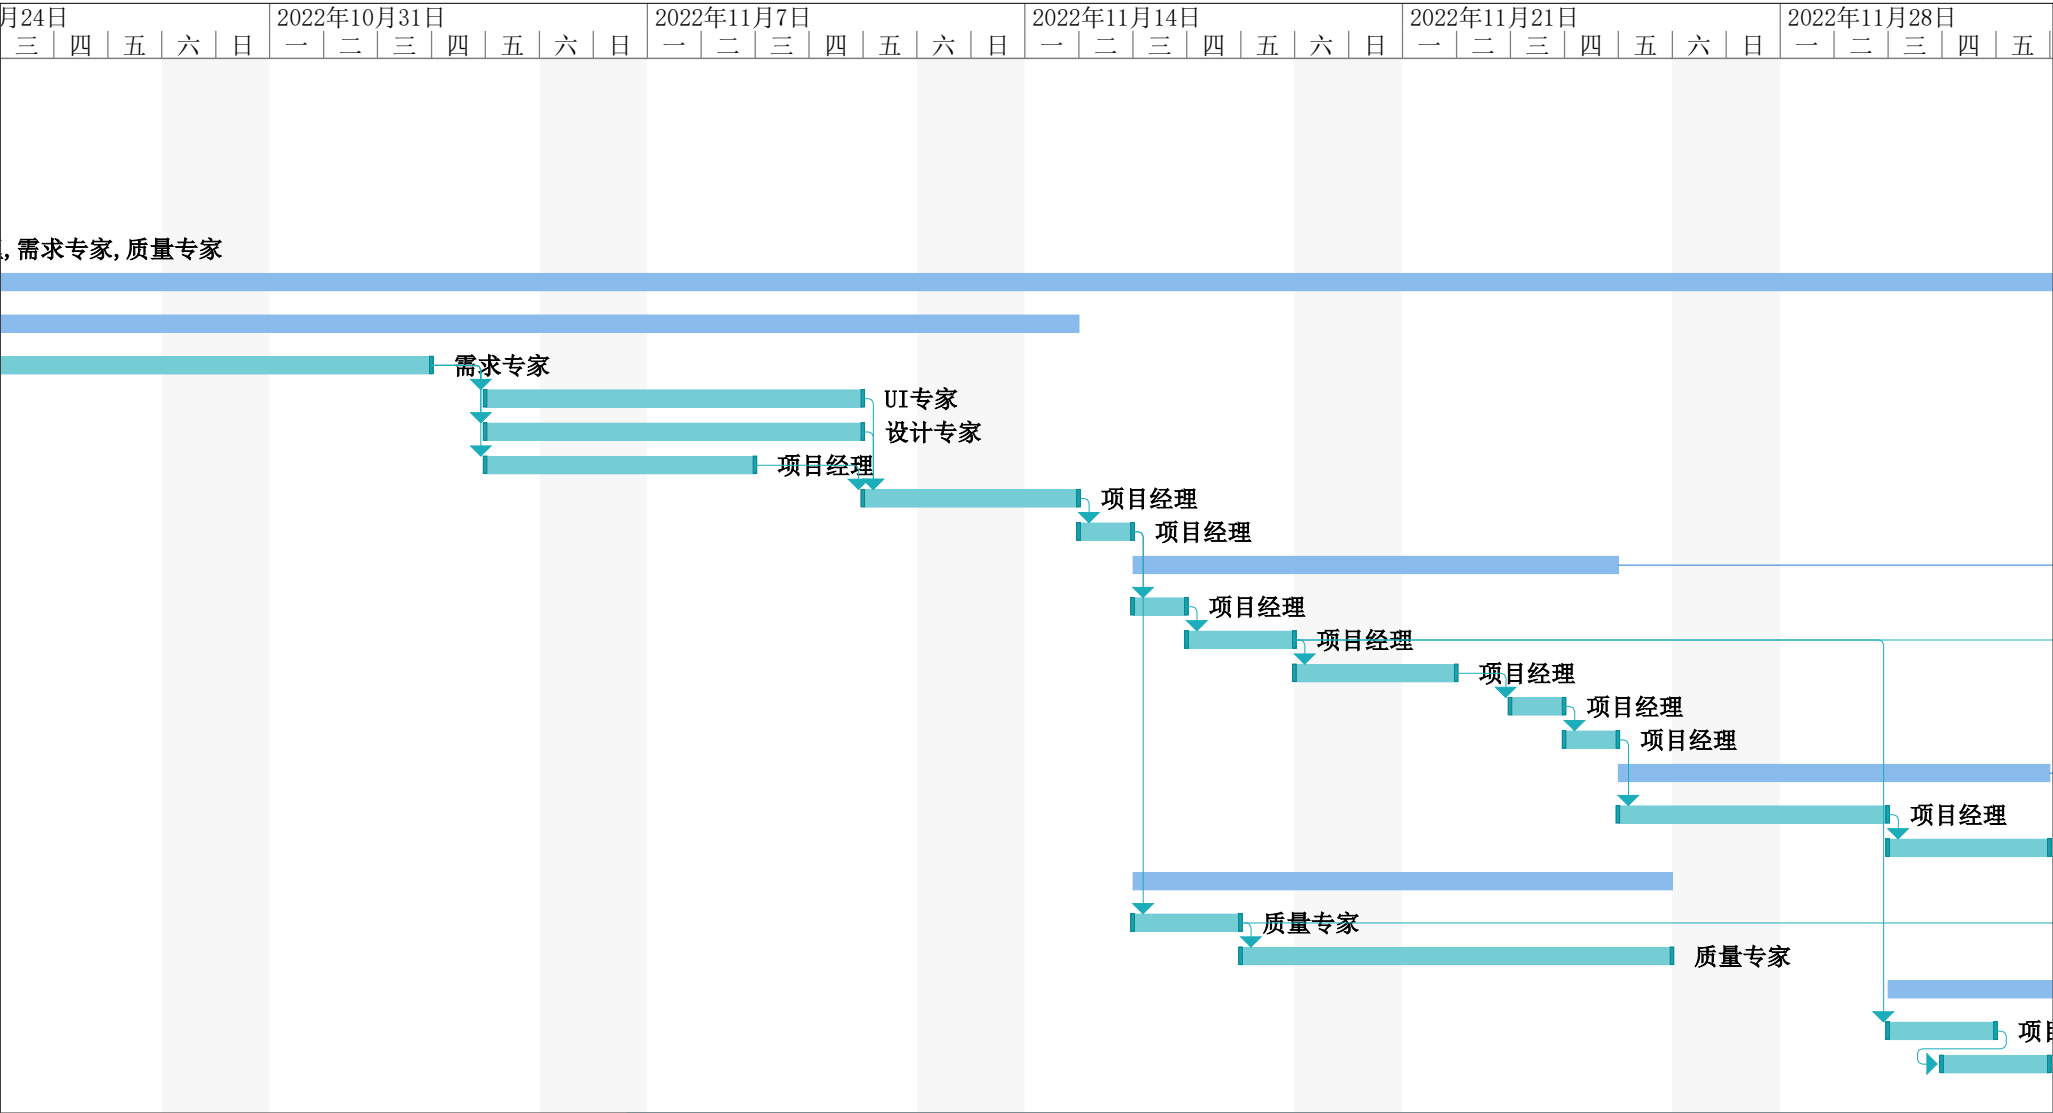 月24日 2022年10月31日 2022年11月7日 2022年11月14日 2022年11月21日 2022年11月28日
三 四 五 六 日 一 二 三 四 五 六 日 一 二 三 四 五 六 日 一 二 三 四 五 六 日 一 二 三 四 五 六 日 一 二 三 四 五
,需求专家,质量专家
需求专家
UI专家
设计专家
项目经理
项目经理
项目经理
项目经理
项目经理
项目经理
项目经理
项目经理
项目经理
质量专家
质量专家
项